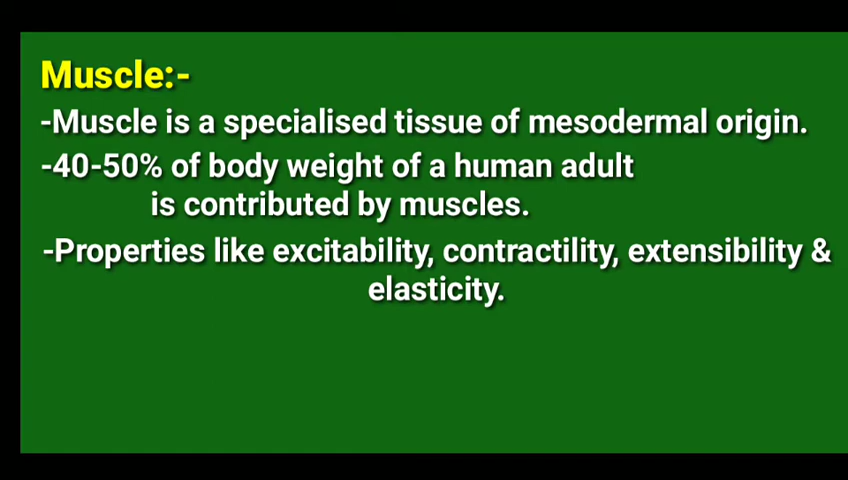 Muscle:-
-Muscle is a specialised tissue of mesodermal origin.
-40-50% of body weight of a human adult
is contributed by muscles.
-Properties like excitability, contractility, extensibility &
elasticity.